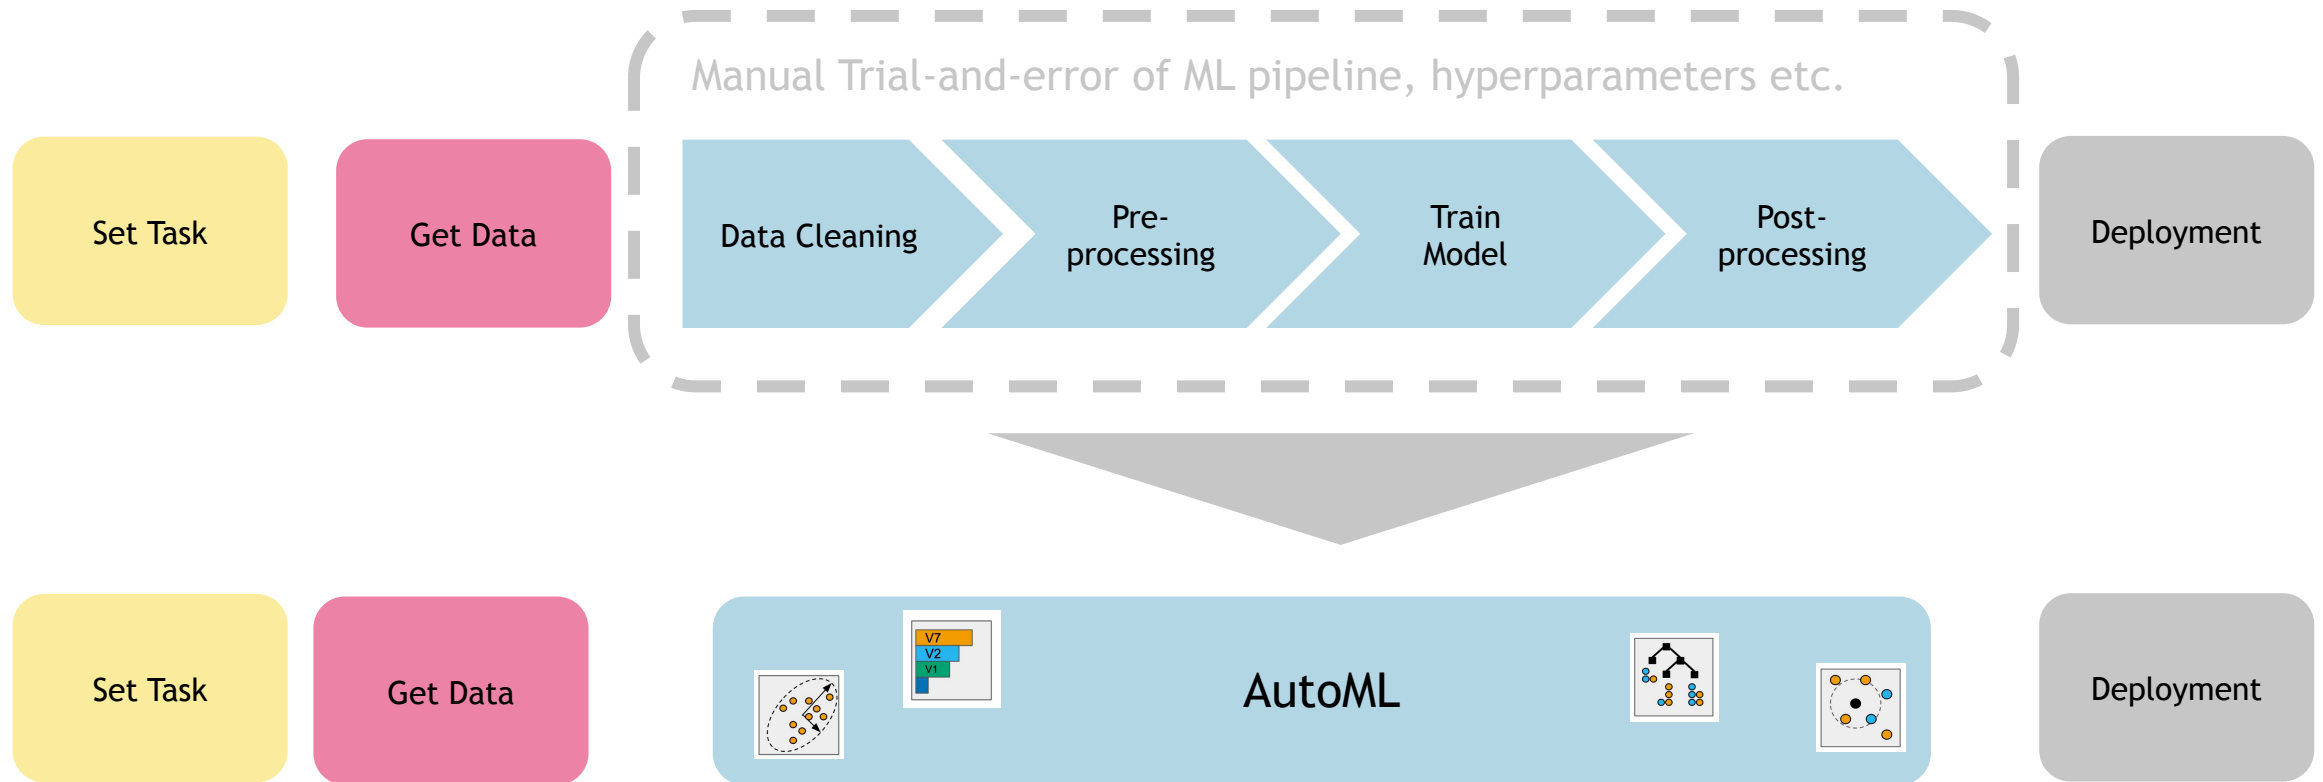 Manual Trial-and-error of ML pipeline, hyperparameters etc.
Set Task
Get Data
Data Cleaning
Pre-
processing
Train
Model
Post-
processing
Deployment
Set Task
Get Data
V7
V2
V1
AutoML
Deployment